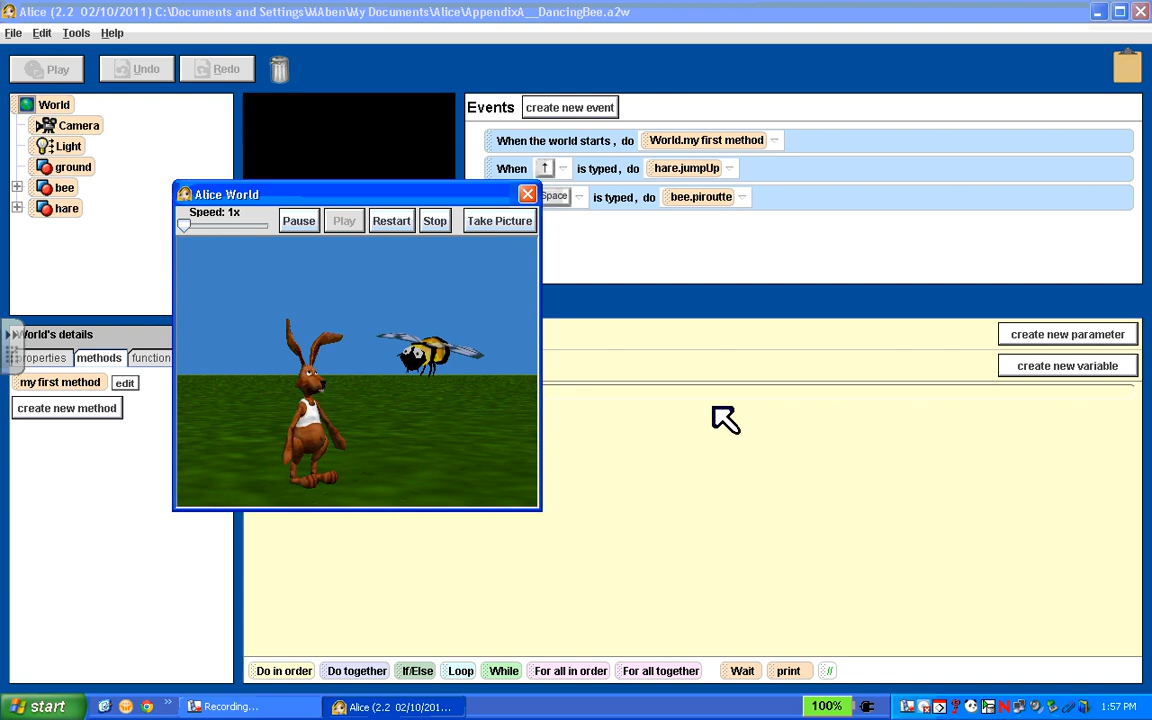 Alice (2.2 02/10/2011) C:\Documents and Settings\MAben\My Documents\Alice\AppendixA__DancingBee.a2w
File Edit Tools Help
Play Undo Redo
World
Camera
Light
ground
bee
hare
Events create new event
When the world starts, do World.my first method
When ↑ is typed, do hare.jumpUp
Space is typed, do bee.piroutte
Alice World
Speed: 1x
Pause Play Restart Stop Take Picture
World's details
properties methods function
my first method edit
create new method
create new parameter
create new variable
Do in order Do together If/Else Loop While For all in order For all together Wait print //
start Recording... Alice (2.2 02/10/201... 100% 1:57 PM